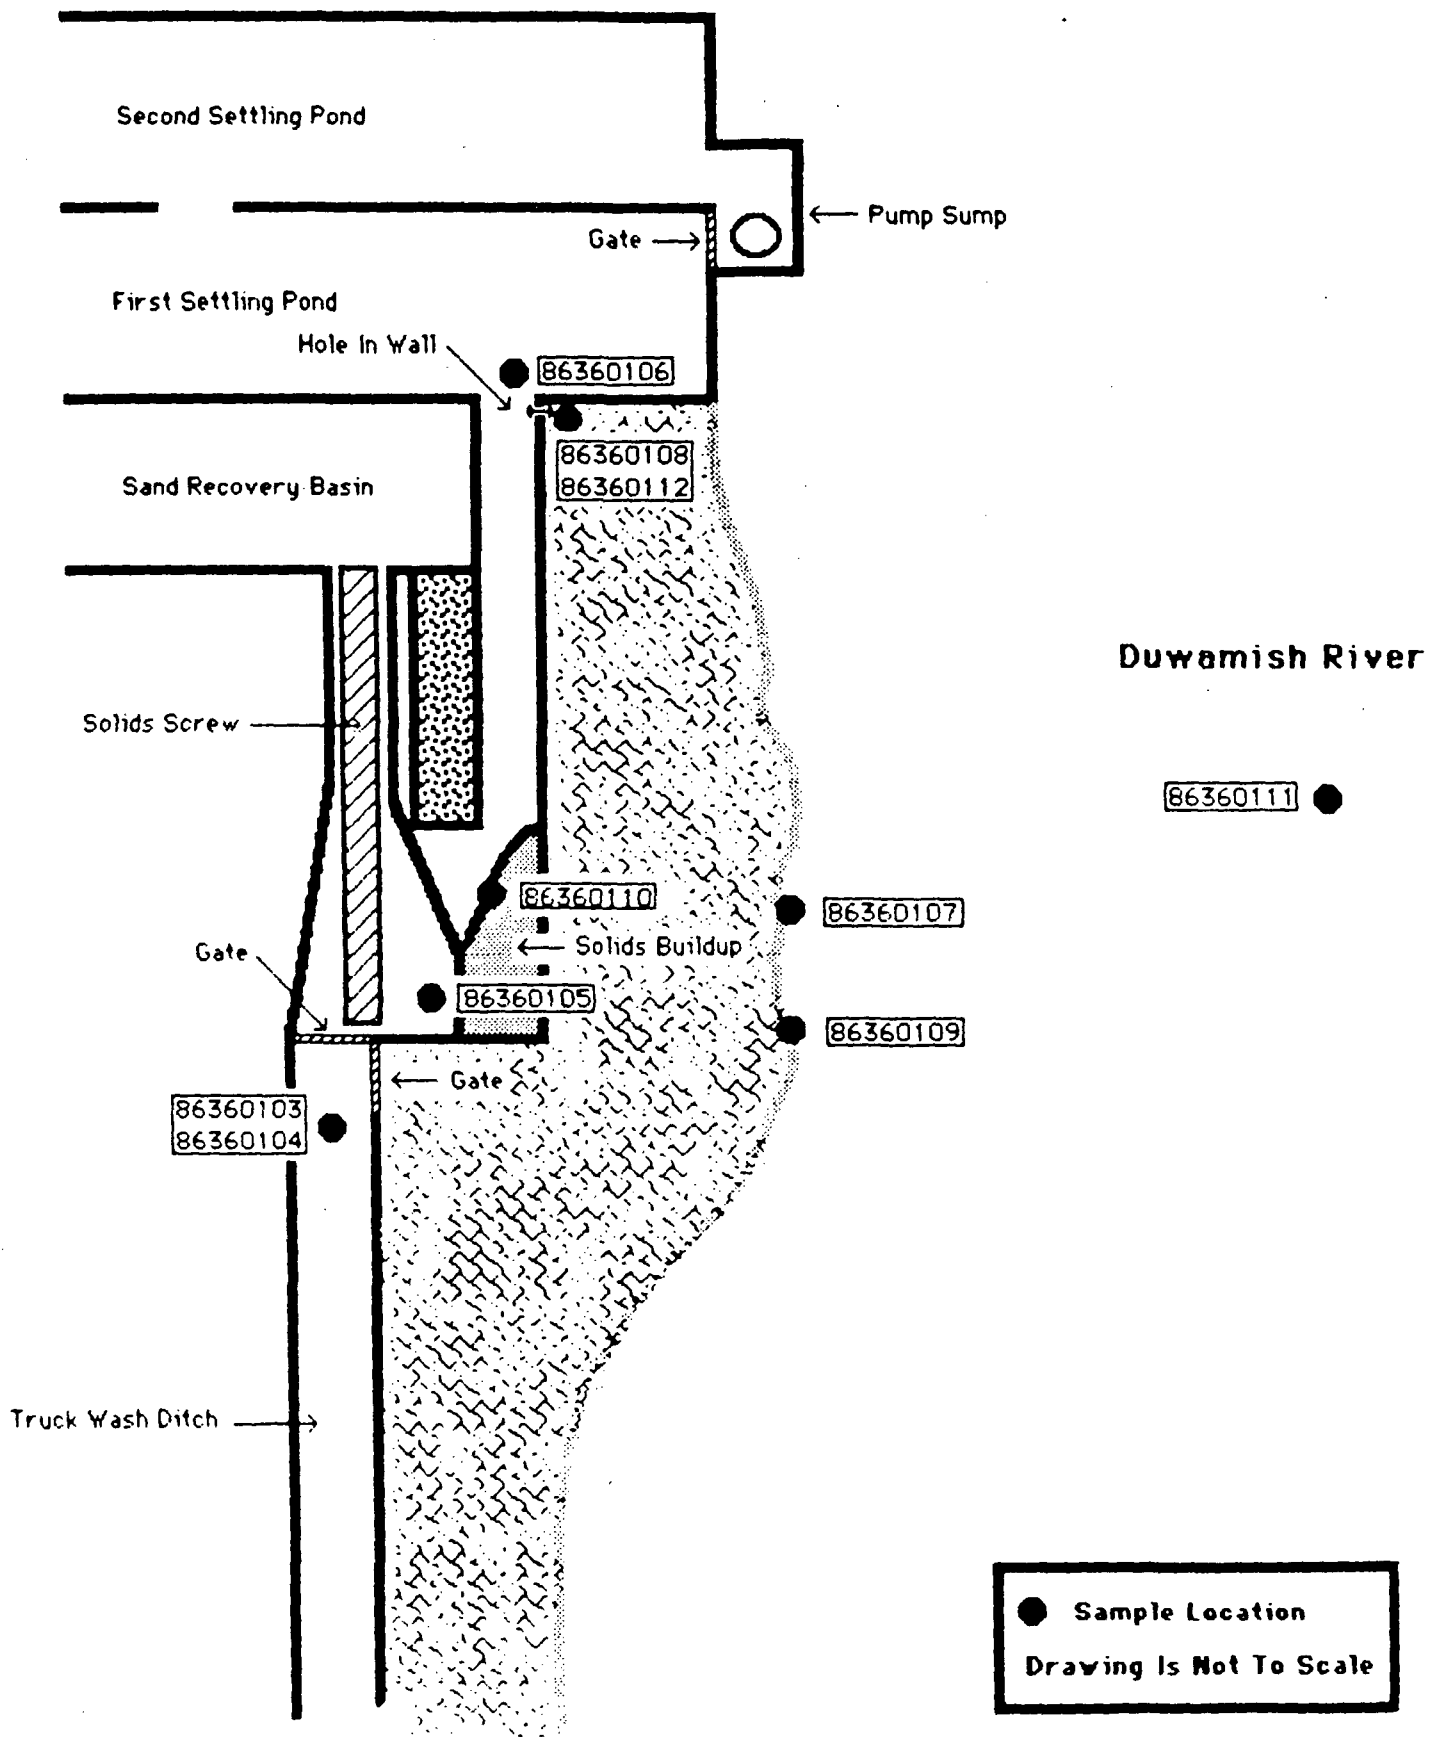 Second Settling Pond
Pump Sump
Gate
First Settling Pond
Hole In Wall
86360106
86360108
86360112
Sand Recovery Basin
Duwamish River
Solids Screw
86360111
86360110
86360107
Solids Buildup
Gate
86360105
86360109
Gate
86360103
86360104
Truck Wash Ditch
Sample Location
Drawing Is Not To Scale